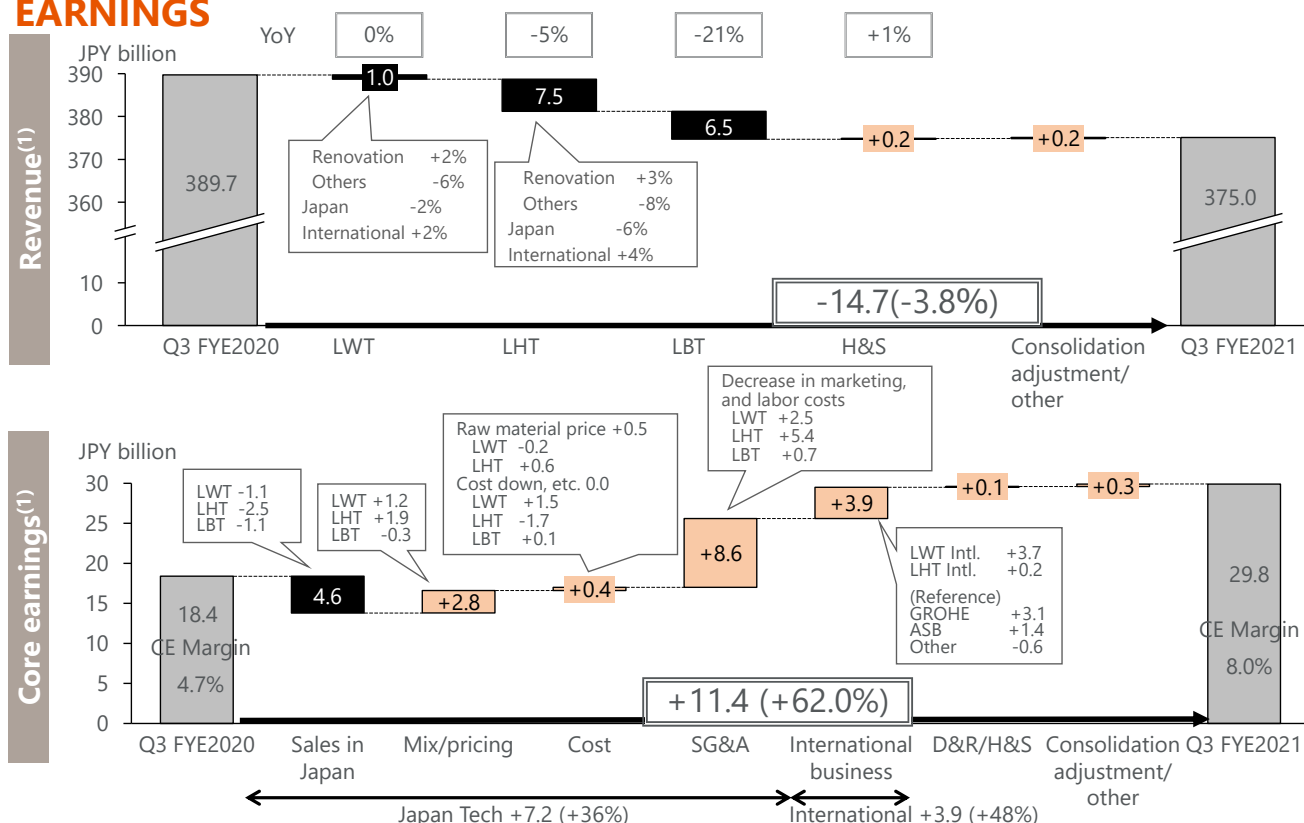 EARNINGS
YoY 0% -5% -21% +1%
Revenue(1)
JPY billion
390
380
370
360
10
0
389.7
1.0
7.5
6.5
+0.2
+0.2
375.0
Renovation +2%
Others -6%
Japan -2%
International +2%
Renovation +3%
Others -8%
Japan -6%
International +4%
-14.7(-3.8%)
Q3 FYE2020 LWT LHT LBT H&S Consolidation adjustment/ other Q3 FYE2021
Core earnings(1)
JPY billion
30
25
20
15
10
5
0
18.4
CE Margin
4.7%
LWT -1.1
LHT -2.5
LBT -1.1
4.6
LWT +1.2
LHT +1.9
LBT -0.3
+2.8
Raw material price +0.5
LWT -0.2
LHT +0.6
Cost down, etc. 0.0
LWT +1.5
LHT -1.7
LBT +0.1
+0.4
Decrease in marketing,
and labor costs
LWT +2.5
LHT +5.4
LBT +0.7
+8.6
+3.9
LWT Intl. +3.7
LHT Intl. +0.2
(Reference)
GROHE +3.1
ASB +1.4
Other -0.6
+0.1
+0.3
29.8
CE Margin
8.0%
+11.4 (+62.0%)
Q3 FYE2020 Sales in Japan Mix/pricing Cost SG&A International business D&R/H&S Consolidation adjustment/ other Q3 FYE2021
Japan Tech +7.2 (+36%)
International +3.9 (+48%)